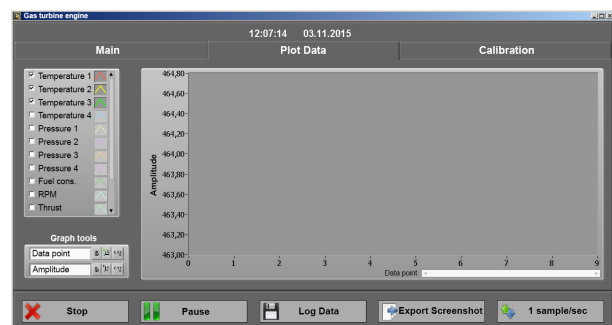 Gas turbine engine
12:07:14 03.11.2015
Main Plot Data Calibration
Temperature 1
Temperature 2
Temperature 3
Temperature 4
Pressure 1
Pressure 2
Pressure 3
Pressure 4
Fuel cons.
RPM
Thrust
Graph tools
Data point
Amplitude
Amplitude
464,80
464,60
464,40
464,20
464,00
463,80
463,60
463,40
463,20
463,00
0 1 2 3 4 5 6 7 8 9
Data point
Stop Pause Log Data Export Screenshot 1 sample/sec